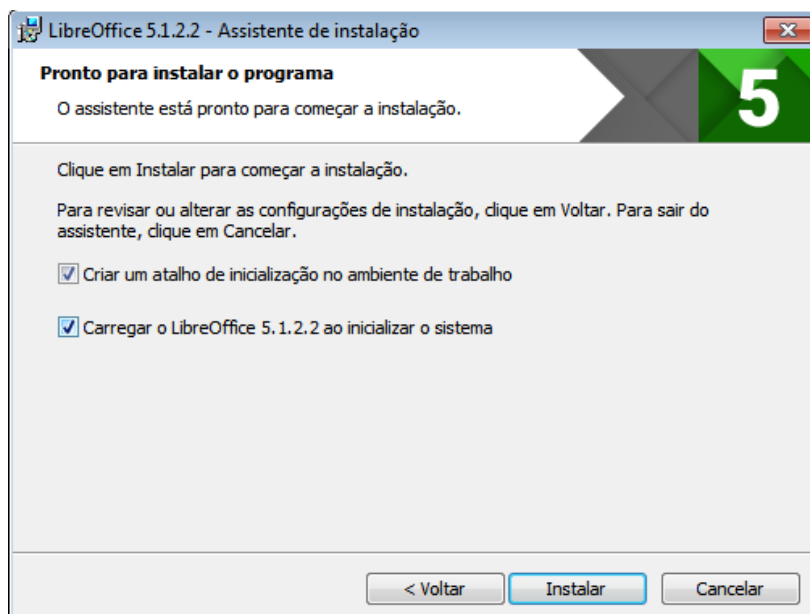 LibreOffice 5.1.2.2 - Assistente de instalação
Pronto para instalar o programa
O assistente está pronto para começar a instalação.
5
Clique em Instalar para começar a instalação.
Para revisar ou alterar as configurações de instalação, clique em Voltar. Para sair do
assistente, clique em Cancelar.
Criar um atalho de inicialização no ambiente de trabalho
Carregar o LibreOffice 5.1.2.2 ao inicializar o sistema
< Voltar
Instalar
Cancelar